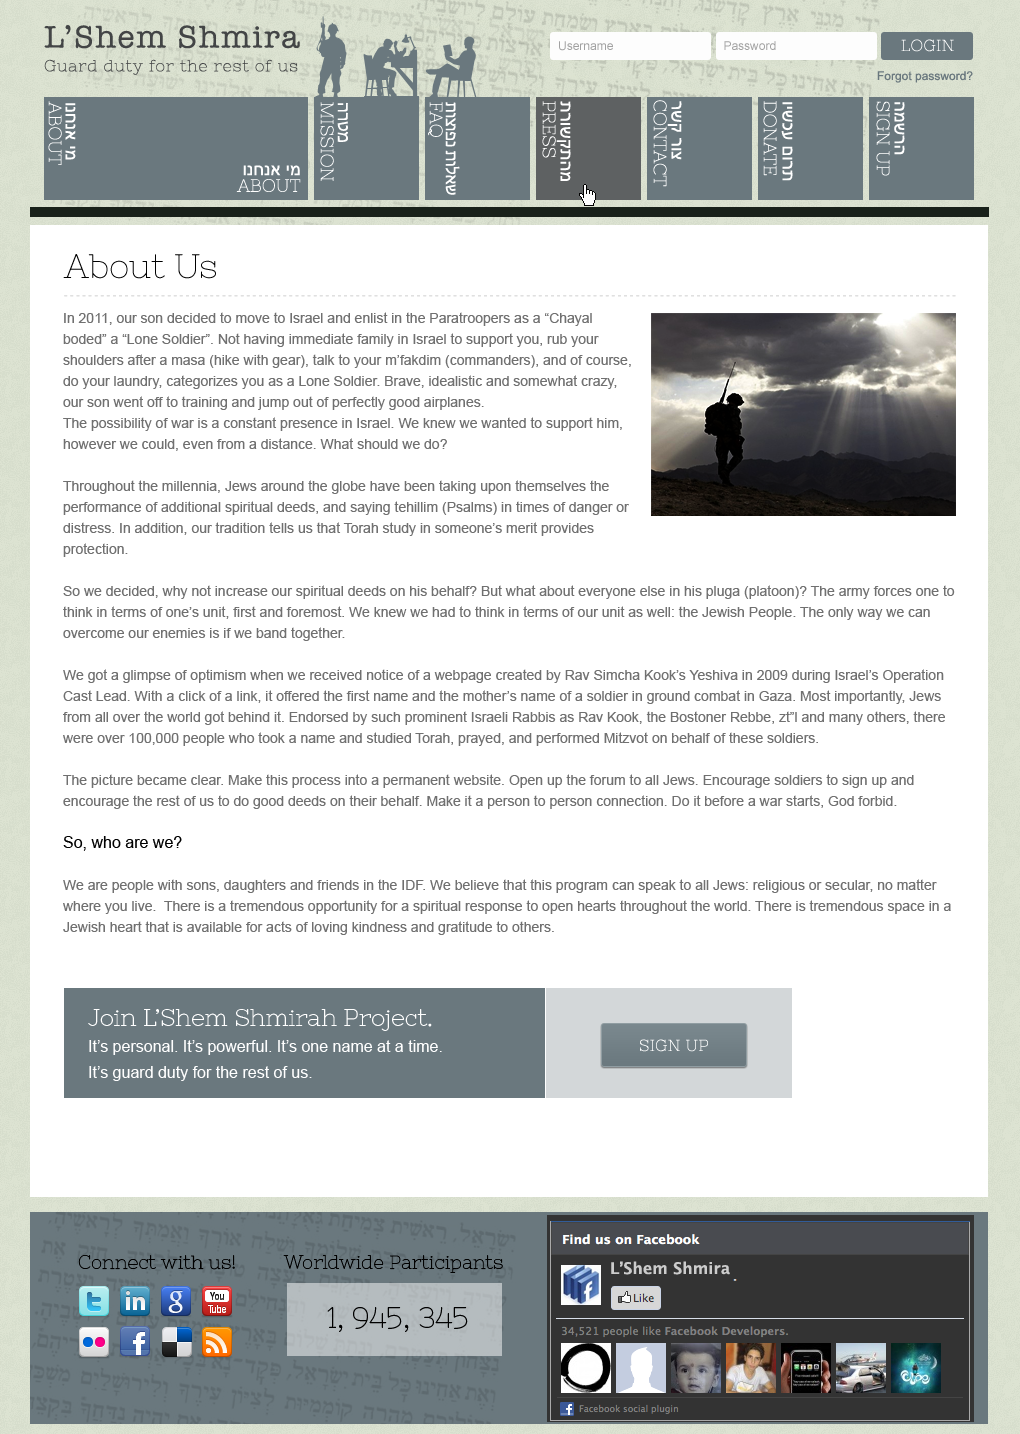 L'Shem Shmira
Guard duty for the rest of us
Username
Password
LOGIN
Forgot password?
מי אנחנו
ABOUT
מי אנחנו
ABOUT
מטרה
MISSION
שאלות נפוצות
FAQ
מהתקשורת
PRESS
צור קשר
CONTACT
תרום עכשיו
DONATE
הרשמה
SIGN UP
About Us
In 2011, our son decided to move to Israel and enlist in the Paratroopers as a “Chayal
boded” a “Lone Soldier”. Not having immediate family in Israel to support you, rub your
shoulders after a masa (hike with gear), talk to your m’fakdim (commanders), and of course,
do your laundry, categorizes you as a Lone Soldier. Brave, idealistic and somewhat crazy,
our son went off to training and jump out of perfectly good airplanes.
The possibility of war is a constant presence in Israel. We knew we wanted to support him,
however we could, even from a distance. What should we do?
Throughout the millennia, Jews around the globe have been taking upon themselves the
performance of additional spiritual deeds, and saying tehillim (Psalms) in times of danger or
distress. In addition, our tradition tells us that Torah study in someone’s merit provides
protection.
So we decided, why not increase our spiritual deeds on his behalf? But what about everyone else in his pluga (platoon)? The army forces one to
think in terms of one’s unit, first and foremost. We knew we had to think in terms of our unit as well: the Jewish People. The only way we can
overcome our enemies is if we band together.
We got a glimpse of optimism when we received notice of a webpage created by Rav Simcha Kook’s Yeshiva in 2009 during Israel’s Operation
Cast Lead. With a click of a link, it offered the first name and the mother’s name of a soldier in ground combat in Gaza. Most importantly, Jews
from all over the world got behind it. Endorsed by such prominent Israeli Rabbis as Rav Kook, the Bostoner Rebbe, zt”l and many others, there
were over 100,000 people who took a name and studied Torah, prayed, and performed Mitzvot on behalf of these soldiers.
The picture became clear. Make this process into a permanent website. Open up the forum to all Jews. Encourage soldiers to sign up and
encourage the rest of us to do good deeds on their behalf. Make it a person to person connection. Do it before a war starts, God forbid.
So, who are we?
We are people with sons, daughters and friends in the IDF. We believe that this program can speak to all Jews: religious or secular, no matter
where you live.  There is a tremendous opportunity for a spiritual response to open hearts throughout the world. There is tremendous space in a
Jewish heart that is available for acts of loving kindness and gratitude to others.
Join L'Shem Shmirah Project.
It’s personal. It’s powerful. It’s one name at a time.
It’s guard duty for the rest of us.
SIGN UP
Connect with us!
You
Tube
Worldwide Participants
1, 945, 345
Find us on Facebook
L'Shem Shmira .
Like
34,521 people like Facebook Developers.
Facebook social plugin